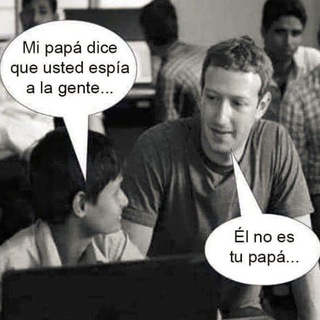 Mi papá dice
que usted espía
a la gente...
Él no es
tu papá...